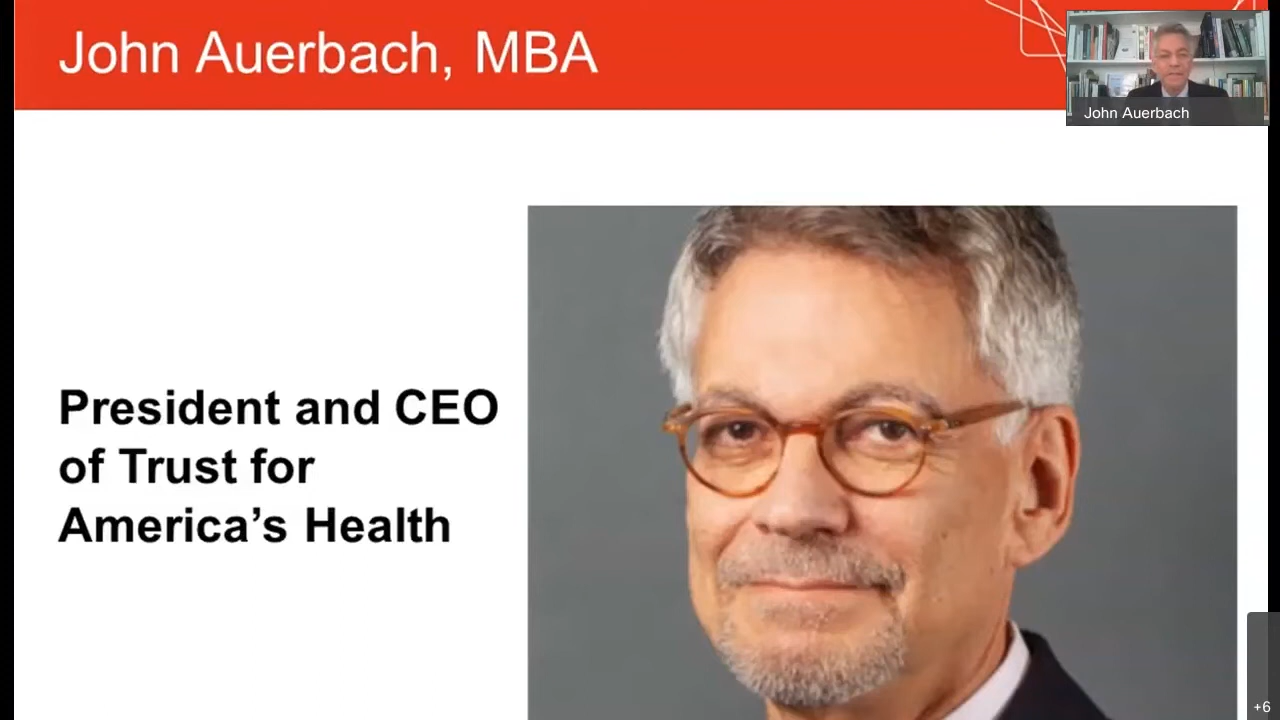 John Auerbach, MBA
John Auerbach
President and CEO
of Trust for
America’s Health
+6